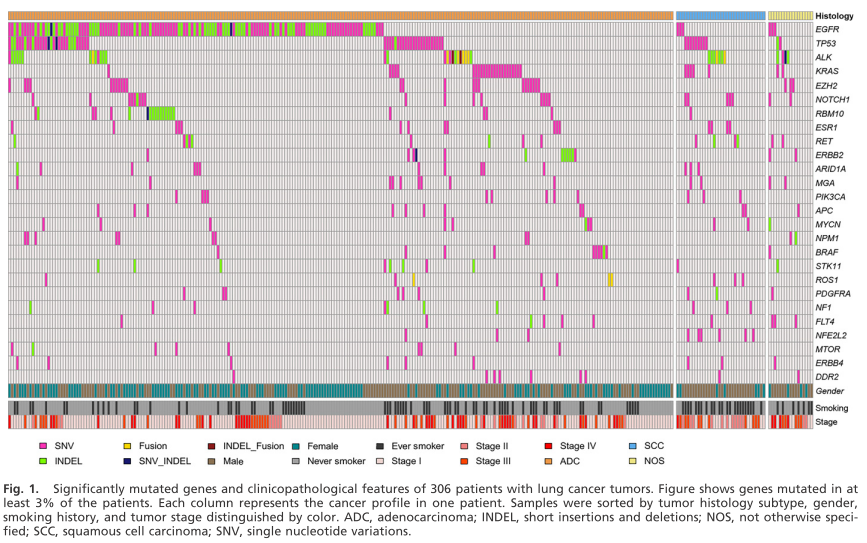 Histology
EGFR
TP53
ALK
KRAS
EZH2
NOTCH1
RBM10
ESR1
RET
ERBB2
ARID1A
MGA
PIK3CA
APC
MYCN
NPM1
BRAF
STK11
ROS1
PDGFRA
NF1
FLT4
NFE2L2
MTOR
ERBB4
DDR2
Gender
Smoking
Stage
SNV Fusion INDEL_Fusion Female Ever smoker Stage II Stage IV SCC
INDEL SNV_INDEL Male Never smoker Stage I Stage III ADC NOS
Fig. 1. Significantly mutated genes and clinicopathological features of 306 patients with lung cancer tumors. Figure shows genes mutated in at
least 3% of the patients. Each column represents the cancer profile in one patient. Samples were sorted by tumor histology subtype, gender,
smoking history, and tumor stage distinguished by color. ADC, adenocarcinoma; INDEL, short insertions and deletions; NOS, not otherwise speci-
fied; SCC, squamous cell carcinoma; SNV, single nucleotide variations.